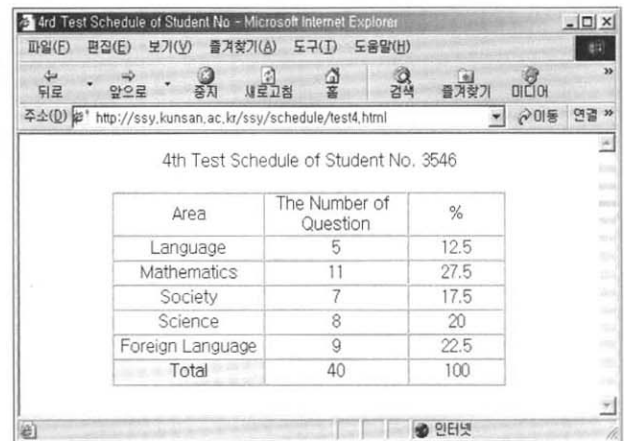 4rd Test Schedule of Student No - Microsoft Internet Explorer
파일(F) 편집(E) 보기(V) 즐겨찾기(A) 도구(T) 도움말(H)
뒤로 앞으로 중지 새로고침 홈 검색 즐겨찾기 미디어 »
주소(D) http://ssy.kunsan.ac.kr/ssy/schedule/test4.html 이동 연결 »
4th Test Schedule of Student No. 3546
Area The Number of Question %
Language 5 12.5
Mathematics 11 27.5
Society 7 17.5
Science 8 20
Foreign Language 9 22.5
Total 40 100
인터넷